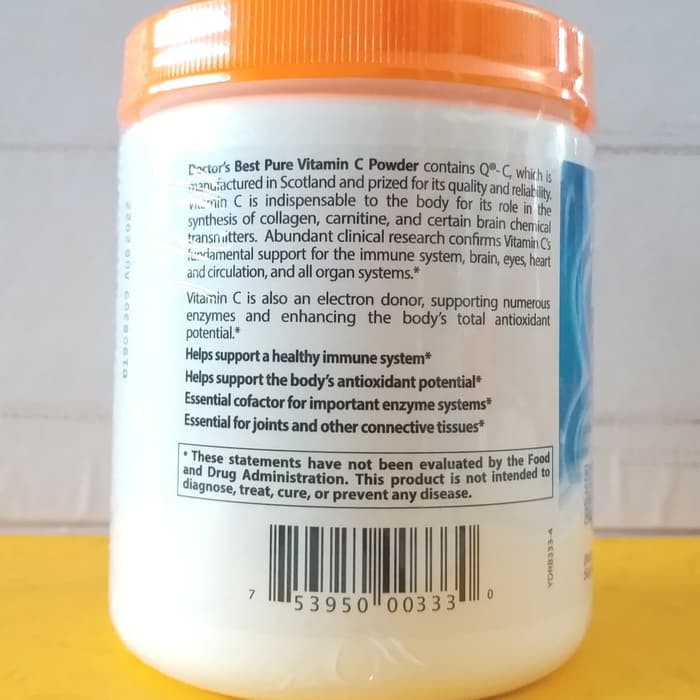 Doctor's Best Pure Vitamin C Powder contains Q®-C, which is
manufactured in Scotland and prized for its quality and reliability.
Vitamin C is indispensable to the body for its role in the
synthesis of collagen, carnitine, and certain brain chemical
transmitters. Abundant clinical research confirms Vitamin C's
fundamental support for the immune system, brain, eyes, heart
and circulation, and all organ systems.*
Vitamin C is also an electron donor, supporting numerous
enzymes and enhancing the body's total antioxidant
potential.*
Helps support a healthy immune system*
Helps support the body's antioxidant potential*
Essential cofactor for important enzyme systems*
Essential for joints and other connective tissues*
* These statements have not been evaluated by the Food
and Drug Administration. This product is not intended to
diagnose, treat, cure, or prevent any disease.
7 53950 00333 0
YDRB333-4